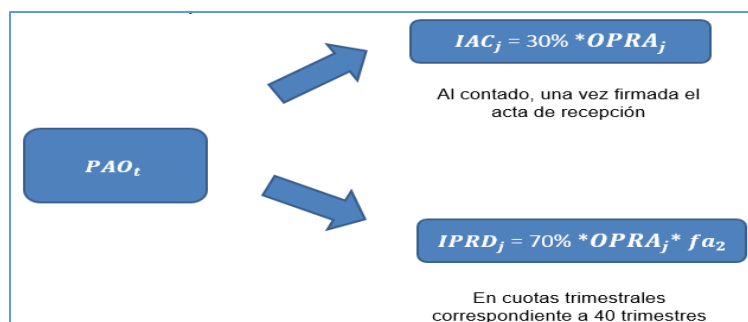 IAC_j = 30% *OPRA_j
Al contado, una vez firmada el
acta de recepción
PAO_t
IPRD_j = 70% *OPRA_j* fa_2
En cuotas trimestrales
correspondiente a 40 trimestres